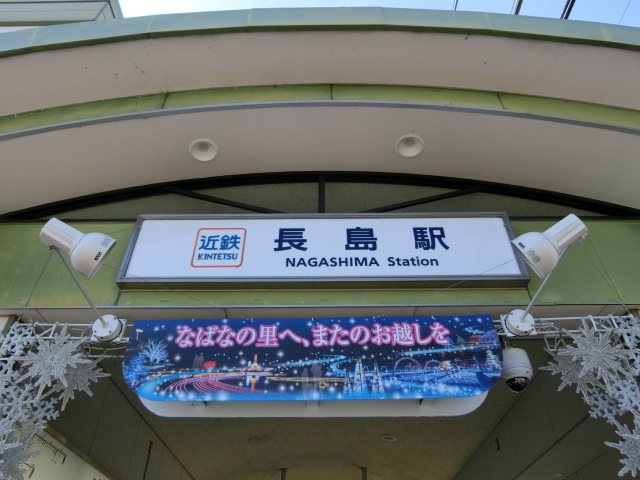 近鉄
KINTETSU
長島駅
NAGASHIMA Station
なばなの里へ、またのお越しを